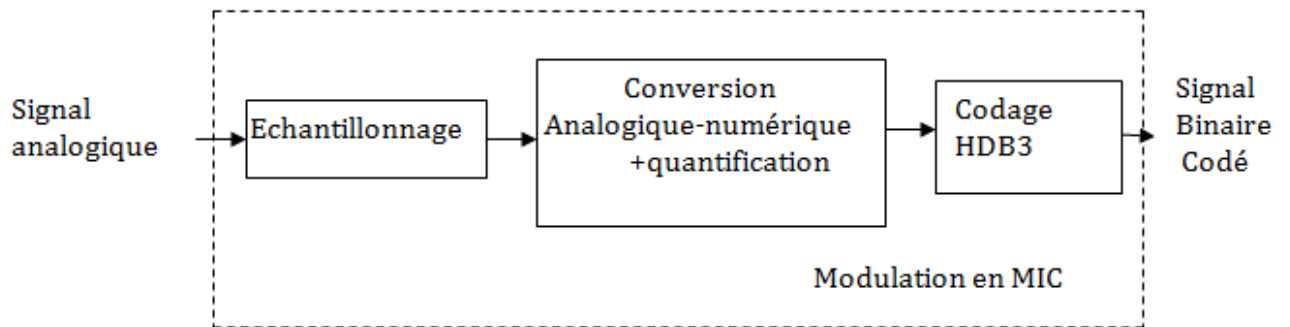 Signal
analogique
Echantillonnage
Conversion
Analogique-numérique
+quantification
Codage
HDB3
Signal
Binaire
Codé
Modulation en MIC